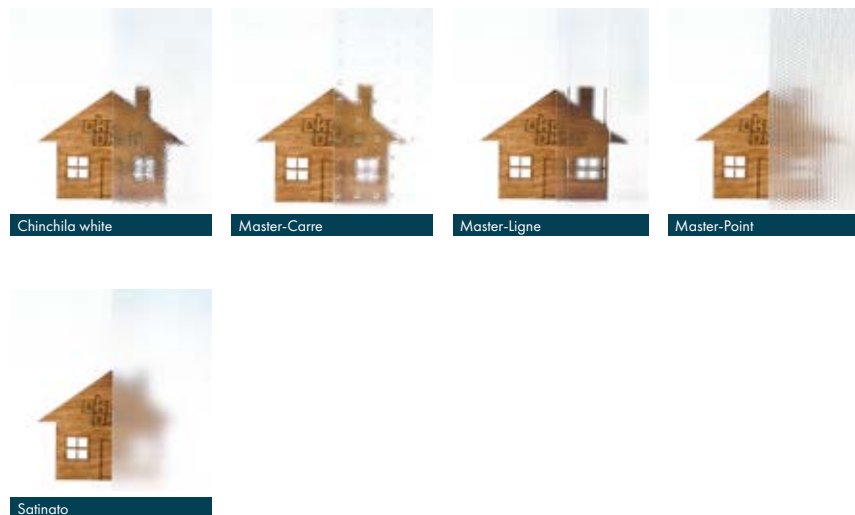 Chinchila white
Master-Carre
Master-Ligne
Master-Point
Satinato